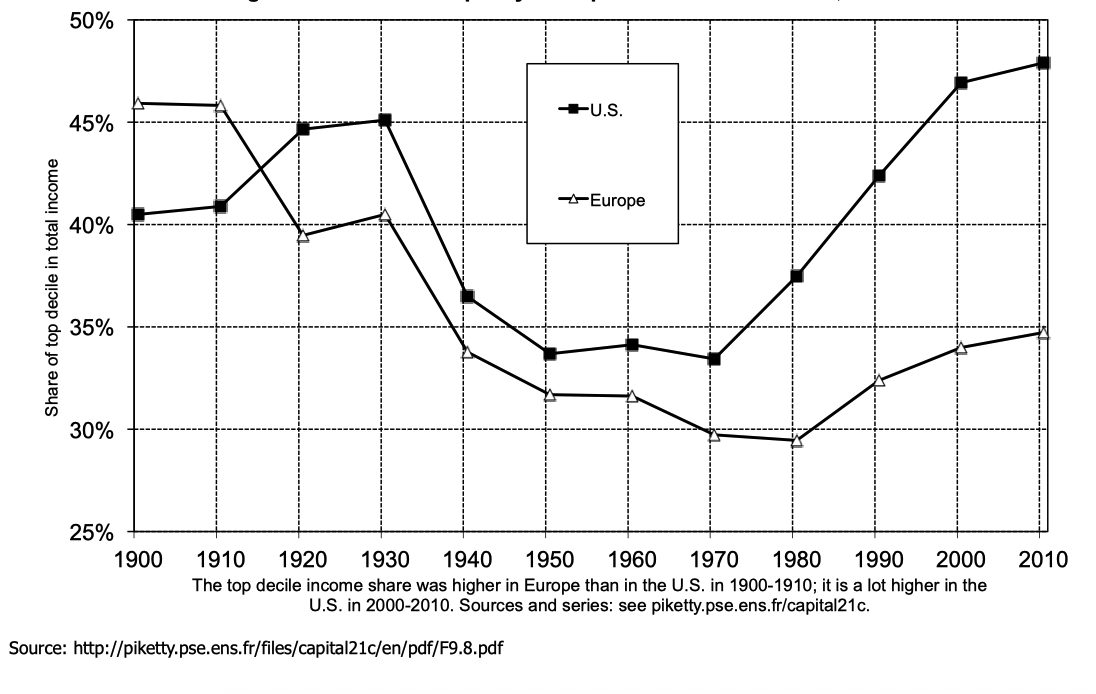 50%
45%
40%
35%
30%
25%
Share of top decile in total income
U.S.
Europe
1900 1910 1920 1930 1940 1950 1960 1970 1980 1990 2000 2010
The top decile income share was higher in Europe than in the U.S. in 1900-1910; it is a lot higher in the
U.S. in 2000-2010. Sources and series: see piketty.pse.ens.fr/capital21c.
Source: http://piketty.pse.ens.fr/files/capital21c/en/pdf/F9.8.pdf